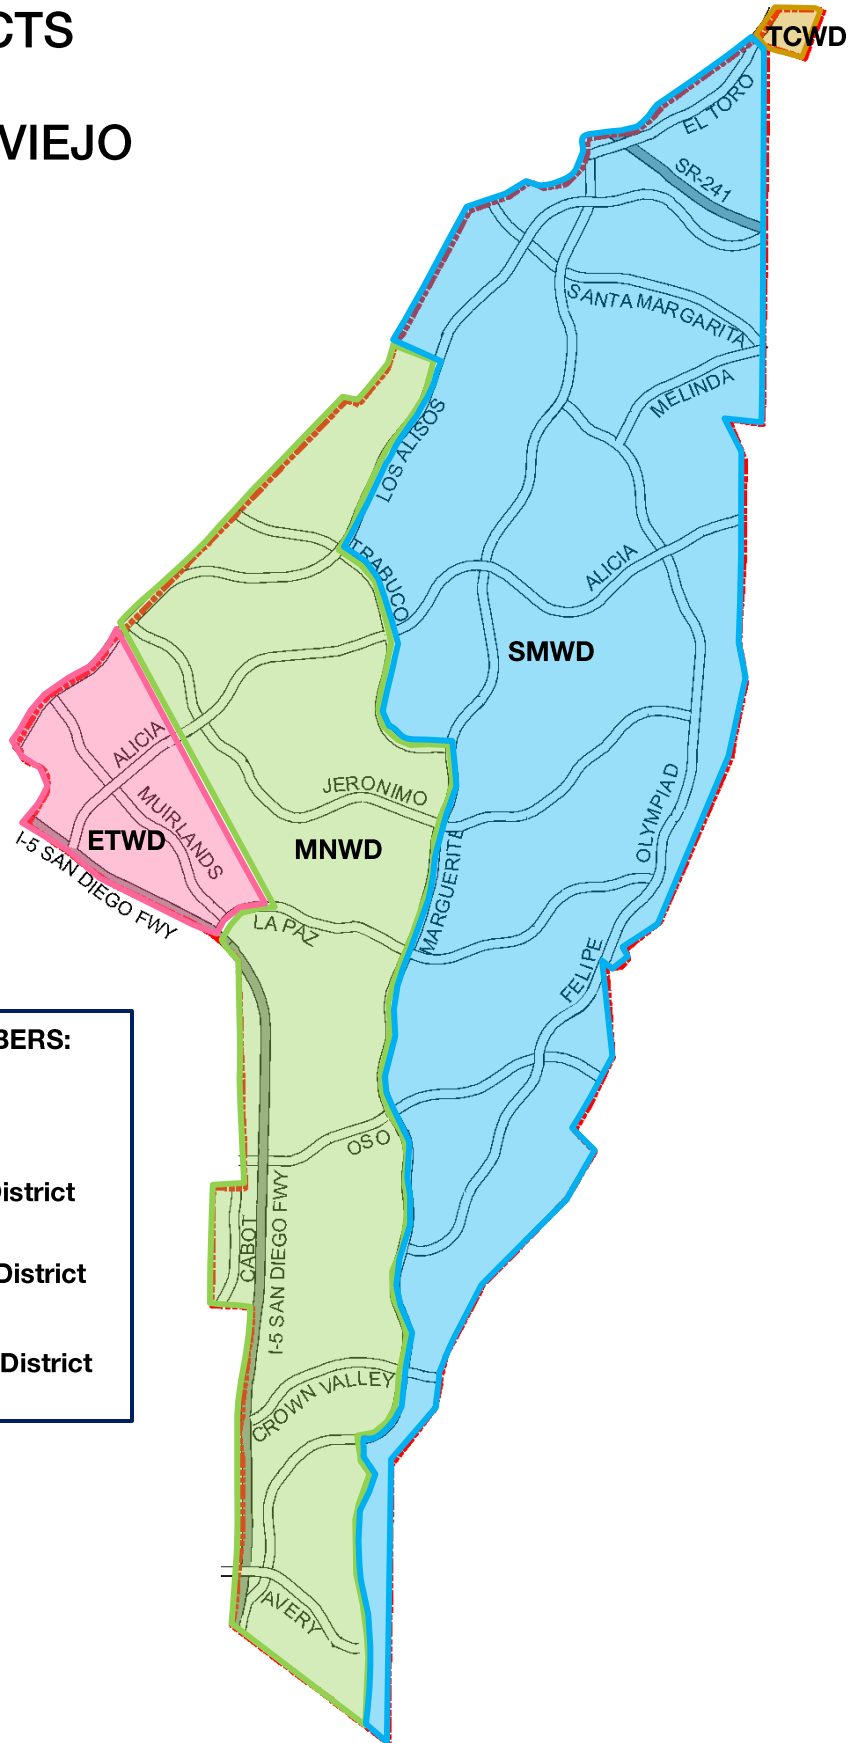 CTS
VIEJO
TCWD
EL TORO
SR-241
SANTA MARGARITA
MELINDA
LOS ALISOS
TRABUCO
ALICIA
SMWD
ALICIA
JERONIMO
MUIRLANDS
OLYMPIAD
ETWD
MNWD
MARGUERITE
I-5 SAN DIEGO FWY
LA PAZ
FELIPE
BERS:
OSO
District
CABOT
I-5 SAN DIEGO FWY
District
District
CROWN VALLEY
AVERY